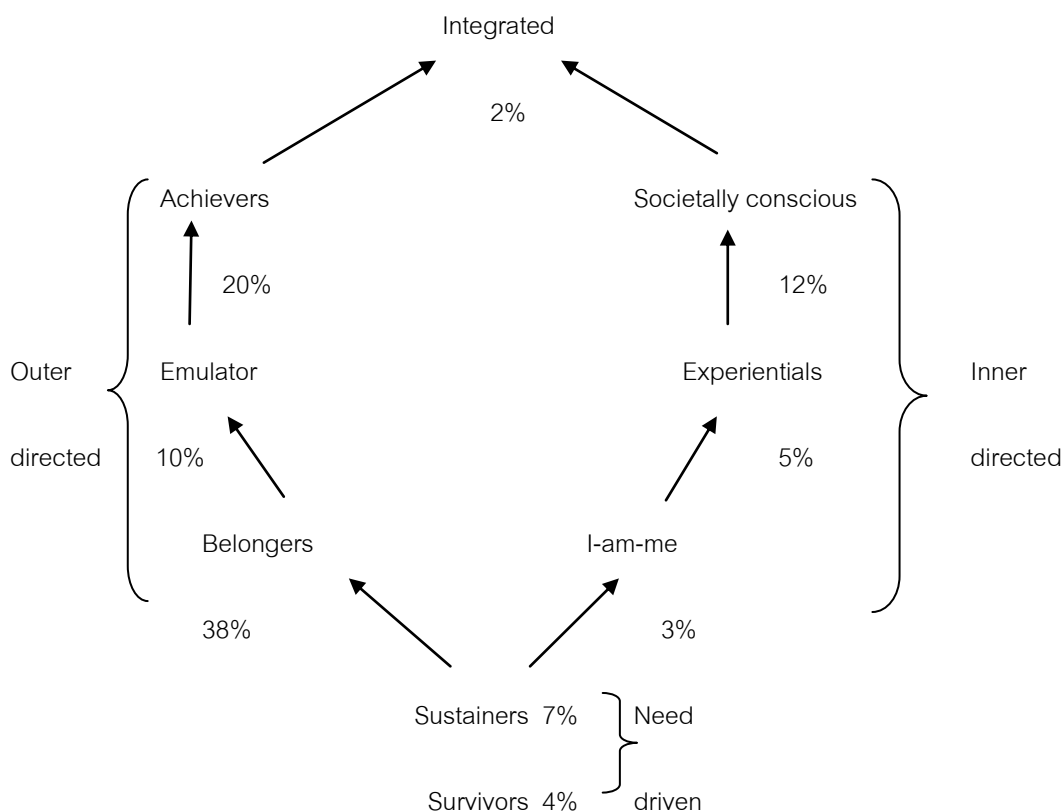 Integrated
2%
Achievers Societally conscious
20% 12%
Outer Emulator Experientials Inner
directed 10% 5% directed
Belongers I-am-me
38% 3%
Sustainers 7% Need
Survivors 4% driven